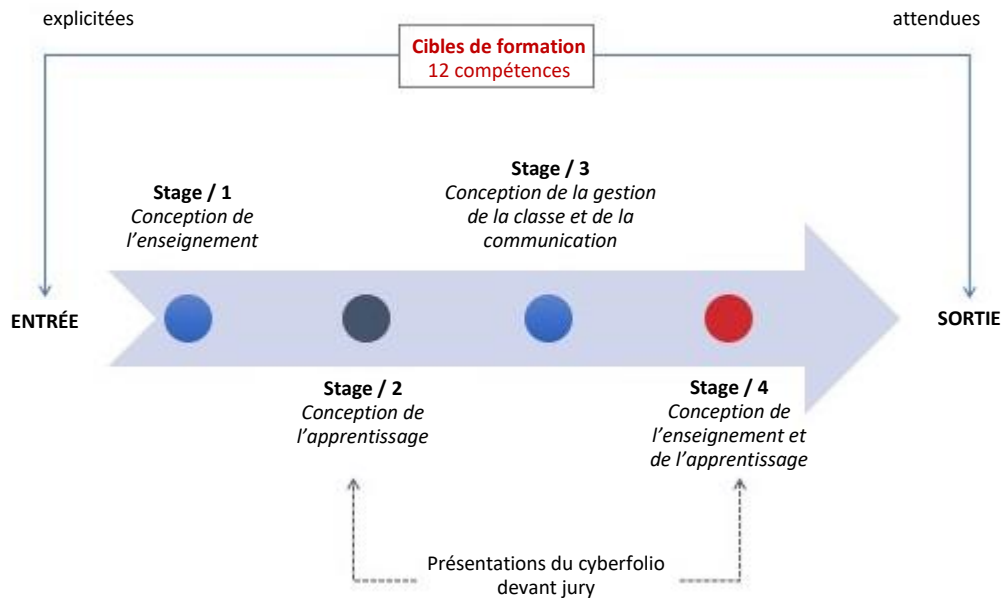 explicitées
attendues
Cibles de formation
12 compétences
Stage / 1
Conception de
l’enseignement
Stage / 3
Conception de la gestion
de la classe et de la
communication
ENTRÉE
SORTIE
Stage / 2
Conception de
l’apprentissage
Stage / 4
Conception de
l’enseignement et
de l’apprentissage
Présentations du cyberfolio
devant jury